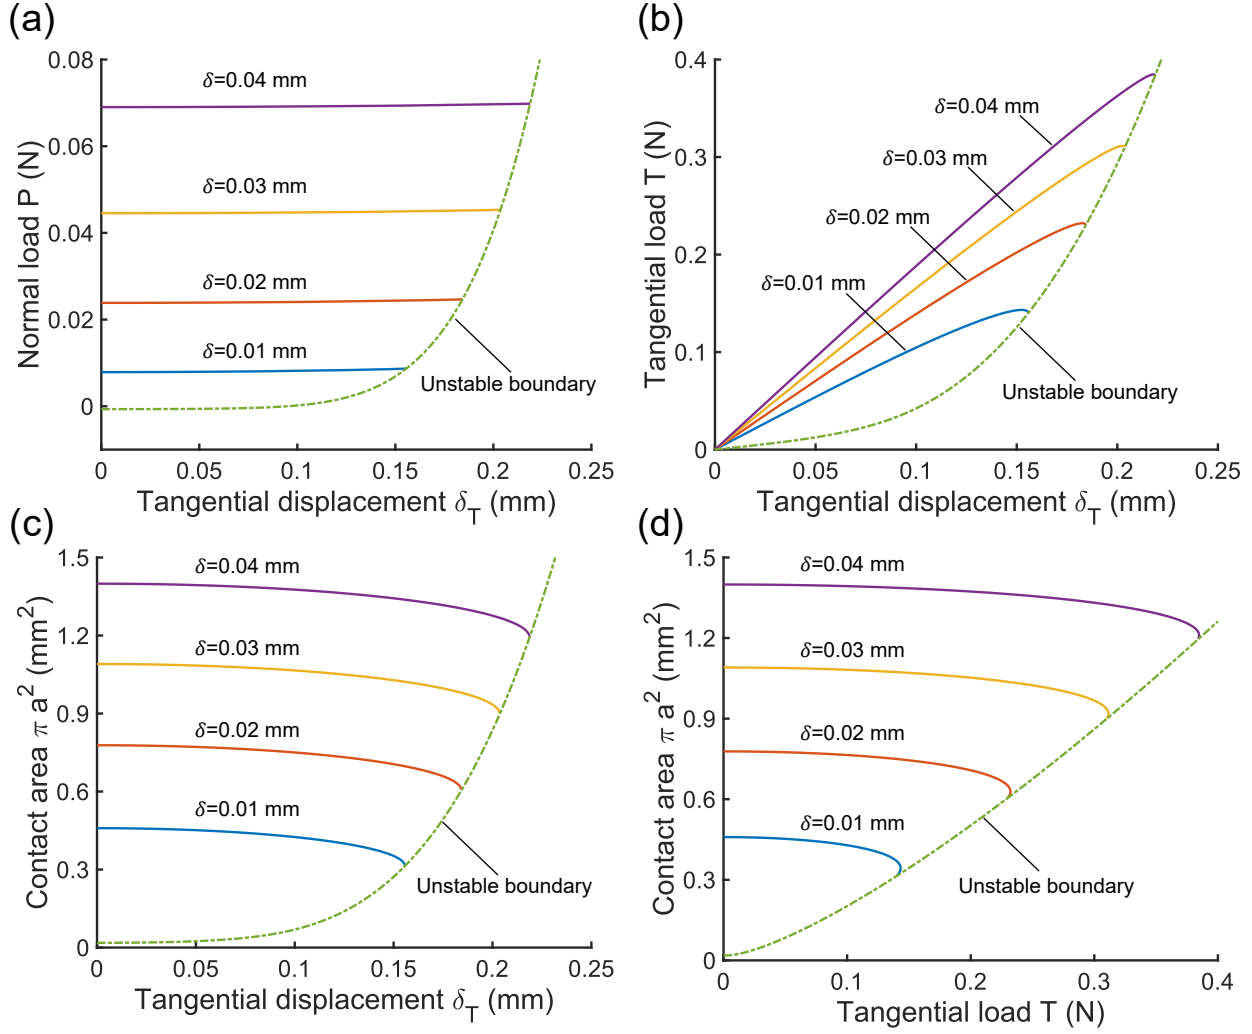 (a)
0.08
0.06
0.04
0.02
0
Normal load P (N)
δ=0.04 mm
δ=0.03 mm
δ=0.02 mm
δ=0.01 mm
Unstable boundary
0 0.05 0.1 0.15 0.2 0.25
Tangential displacement δ_T (mm)
(b)
0.4
0.3
0.2
0.1
0
Tangential load T (N)
δ=0.04 mm
δ=0.03 mm
δ=0.02 mm
δ=0.01 mm
Unstable boundary
0 0.05 0.1 0.15 0.2 0.25
Tangential displacement δ_T (mm)
(c)
1.5
1.2
0.9
0.6
0.3
0
Contact area π a² (mm²)
δ=0.04 mm
δ=0.03 mm
δ=0.02 mm
δ=0.01 mm
Unstable boundary
0 0.05 0.1 0.15 0.2 0.25
Tangential displacement δ_T (mm)
(d)
1.5
1.2
0.9
0.6
0.3
0
Contact area π a² (mm²)
δ=0.04 mm
δ=0.03 mm
δ=0.02 mm
δ=0.01 mm
Unstable boundary
0 0.1 0.2 0.3 0.4
Tangential load T (N)